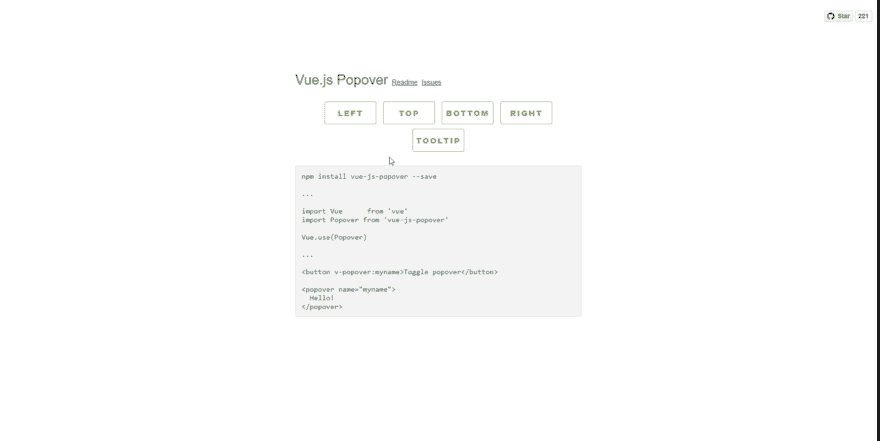 Star 221
Vue.js Popover Readme Issues
LEFT TOP BOTTOM RIGHT
TOOLTIP
npm install vue-js-popover --save
...
import Vue      from 'vue'
import Popover from 'vue-js-popover'
Vue.use(Popover)
...
<button v-popover:myname>Toggle popover</button>
<popover name="myname">
  Hello!
</popover>